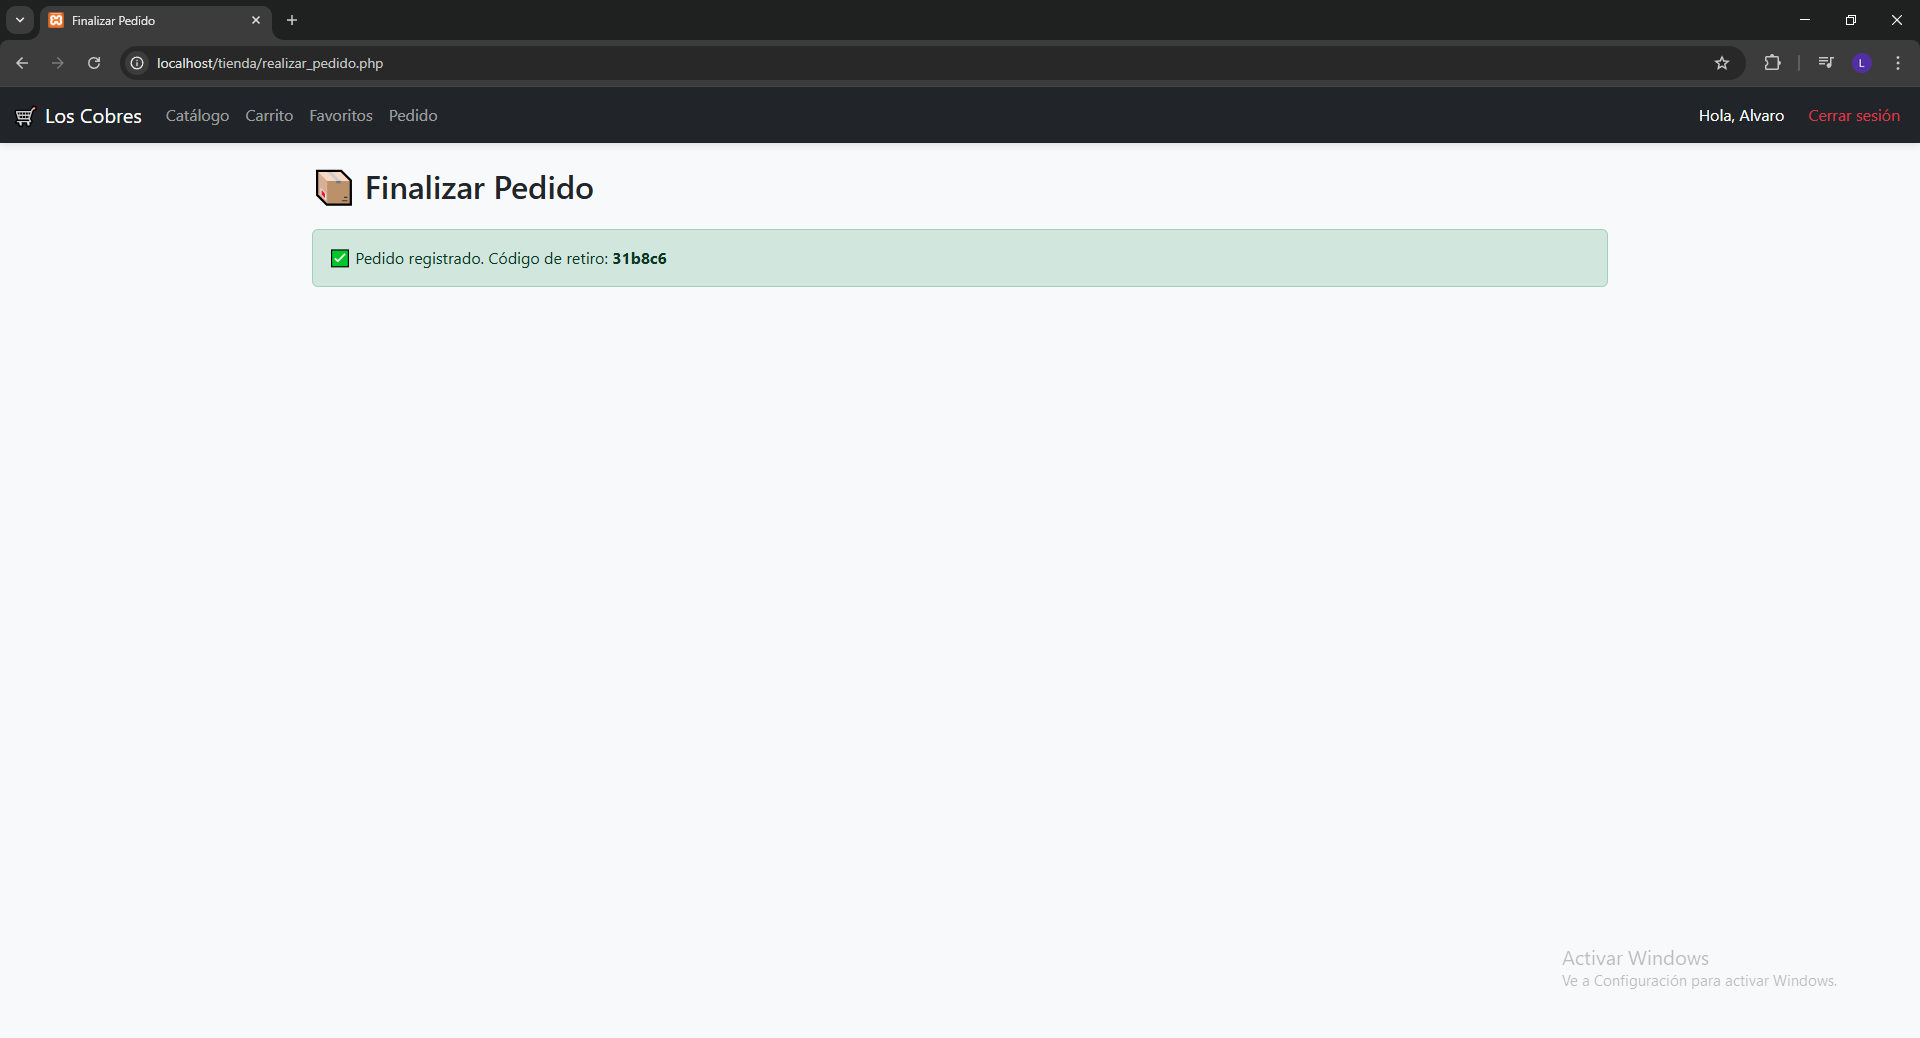 Finalizar Pedido
localhost/tienda/realizar_pedido.php
L
Los Cobres Catálogo Carrito Favoritos Pedido Hola, Alvaro Cerrar sesión
Finalizar Pedido
Pedido registrado. Código de retiro: 31b8c6
Activar Windows
Ve a Configuración para activar Windows.